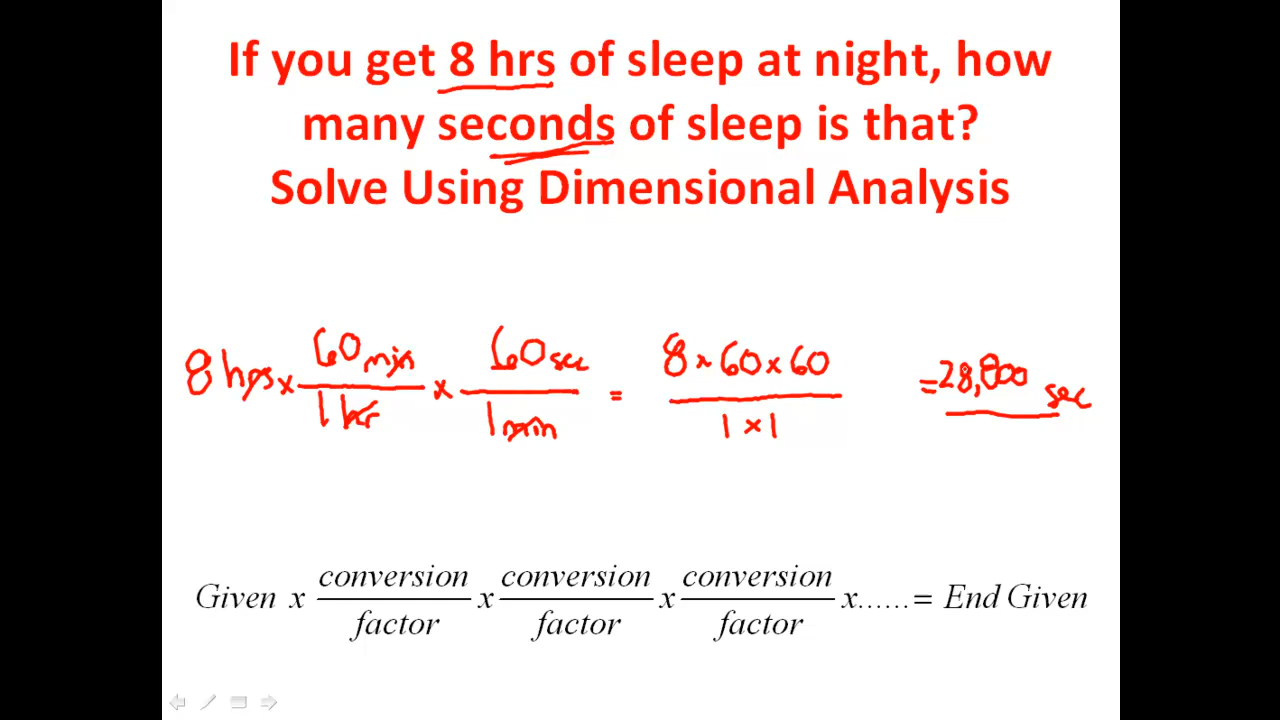 If you get 8 hrs of sleep at night, how
many seconds of sleep is that?
Solve Using Dimensional Analysis
8 hrs x 60 min / 1 hr x 60 sec / 1 min = 8 x 60 x 60 / 1 x 1 = 28,800 sec
Given x conversion / factor x conversion / factor x conversion / factor x...... = End Given